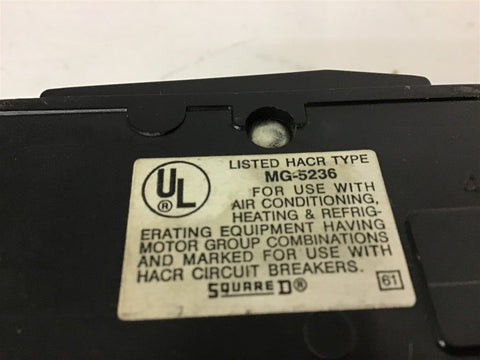 LISTED HACR TYPE
MG-5236
UL
®
FOR USE WITH
AIR CONDITIONING,
HEATING & REFRIG-
ERATING EQUIPMENT HAVING
MOTOR GROUP COMBINATIONS
AND MARKED FOR USE WITH
HACR CIRCUIT BREAKERS.
SQUARE D®
61